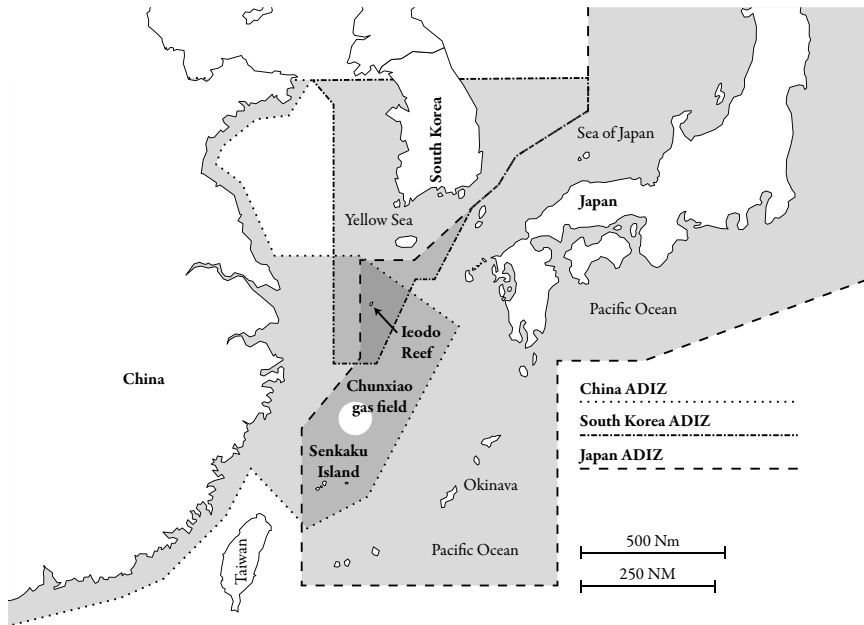 South Korea
Sea of Japan
Japan
Yellow Sea
Pacific Ocean
Ieodo
Reef
China
Chunxiao
gas field
China ADIZ
South Korea ADIZ
Japan ADIZ
Senkaku
Island
Okinawa
Taiwan
Pacific Ocean
500 Nm
250 NM